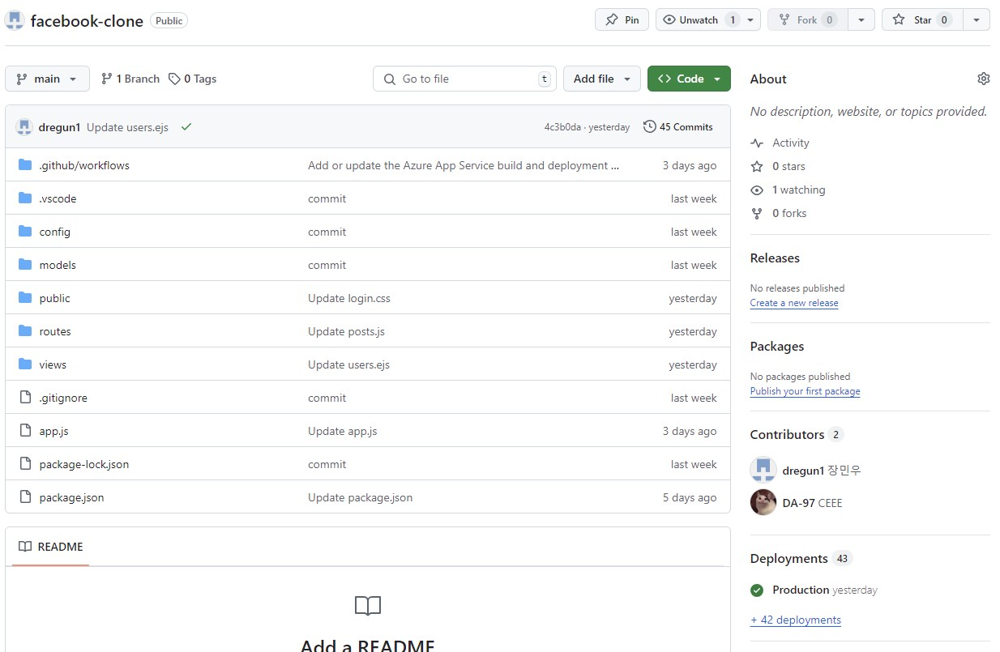 facebook-clone Public
Pin
Unwatch 1
Fork 0
Star 0
main
1 Branch
0 Tags
Go to file t
Add file
Code
dregun1 Update users.ejs
4c3b0da · yesterday
45 Commits
.github/workflows Add or update the Azure App Service build and deployment ... 3 days ago
.vscode commit last week
config commit last week
models commit last week
public Update login.css yesterday
routes Update posts.js yesterday
views Update users.ejs yesterday
.gitignore commit last week
app.js Update app.js 3 days ago
package-lock.json commit last week
package.json Update package.json 5 days ago
README
Add a README
About
No description, website, or topics provided.
Activity
0 stars
1 watching
0 forks
Releases
No releases published
Create a new release
Packages
No packages published
Publish your first package
Contributors 2
dregun1 장민우
DA-97 CEEE
Deployments 43
Production yesterday
+ 42 deployments